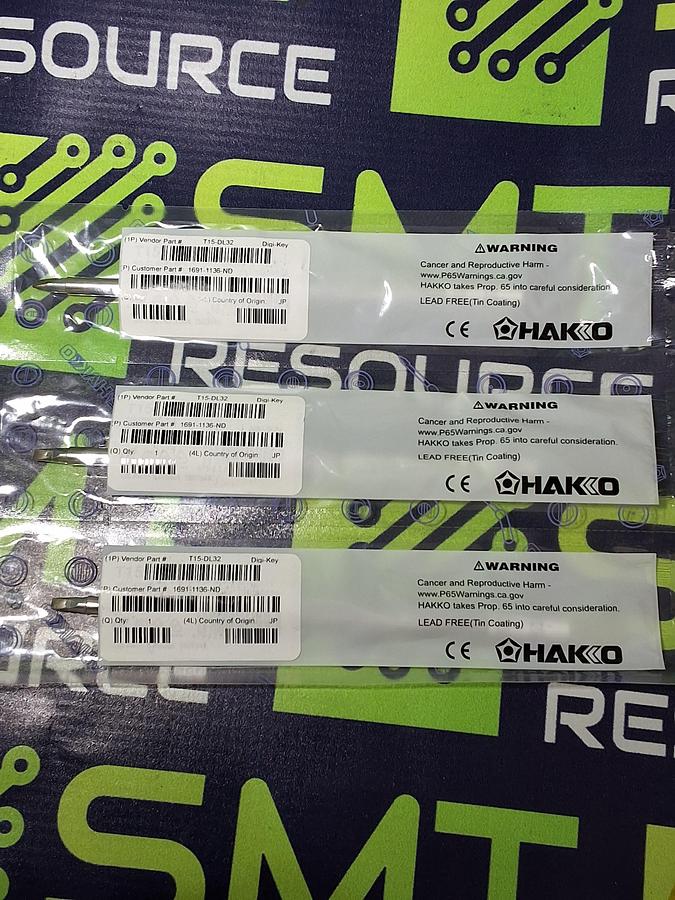 SOURCE
SMT
(1P) Vendor Part # T15-DL32 Digi-Key
P) Customer Part # 1691-1136-ND
(4L) Country of Origin JP
⚠WARNING
Cancer and Reproductive Harm -
www.P65Warnings.ca.gov
HAKKO takes Prop. 65 into careful consideration.
LEAD FREE(Tin Coating)
CE HAKKO
RESOURCE
(1P) Vendor Part # T15-DL32 Digi-Key
(P) Customer Part # 1691-1136-ND
(Q) Qty: 1 (4L) Country of Origin JP
⚠WARNING
Cancer and Reproductive Harm -
www.P65Warnings.ca.gov
HAKKO takes Prop. 65 into careful consideration.
LEAD FREE(Tin Coating)
CE HAKKO
(1P) Vendor Part # T15-DL32 Digi-Key
P) Customer Part # 1691-1136-ND
(Q) Qty: 1 (4L) Country of Origin JP
⚠WARNING
Cancer and Reproductive Harm -
www.P65Warnings.ca.gov
HAKKO takes Prop. 65 into careful consideration.
LEAD FREE(Tin Coating)
CE HAKKO
RCE
RE
SMT